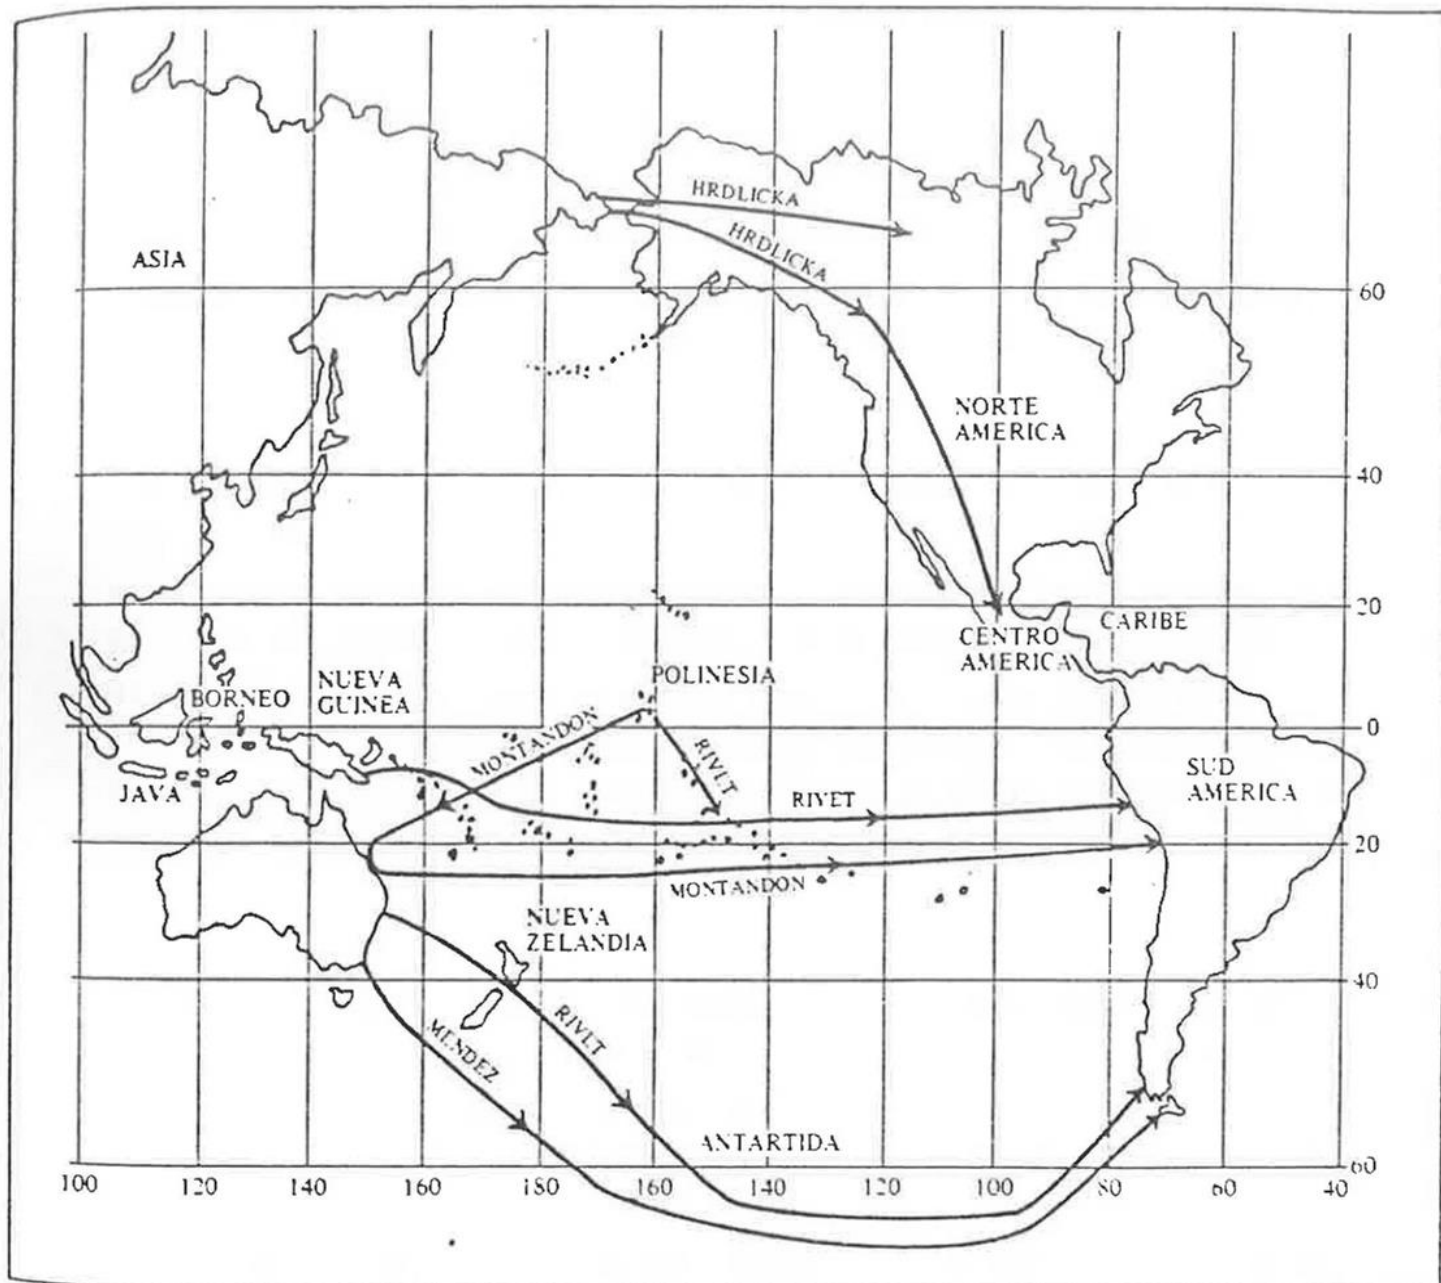 HRDLICKA
HRDLICKA
ASIA
60
NORTE
AMERICA
40
20
CARIBE
CENTRO
AMERICA
POLINESIA
NUEVA
GUINEA
BORNEO
MONTANDON
0
RIVET
SUD
AMERICA
JAVA
RIVET
20
MONTANDON
NUEVA
ZELANDIA
40
RIVET
MENDEZ
ANTARTIDA
60
100 120 140 160 180 160 140 120 100 80 60 40